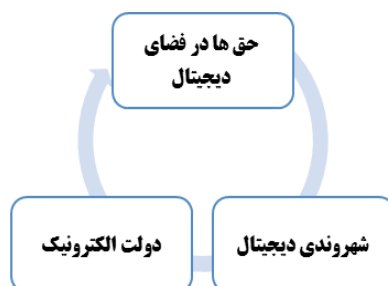 حق ها در فضای
دیجیتال
شهروندی دیجیتال
دولت الکترونیک